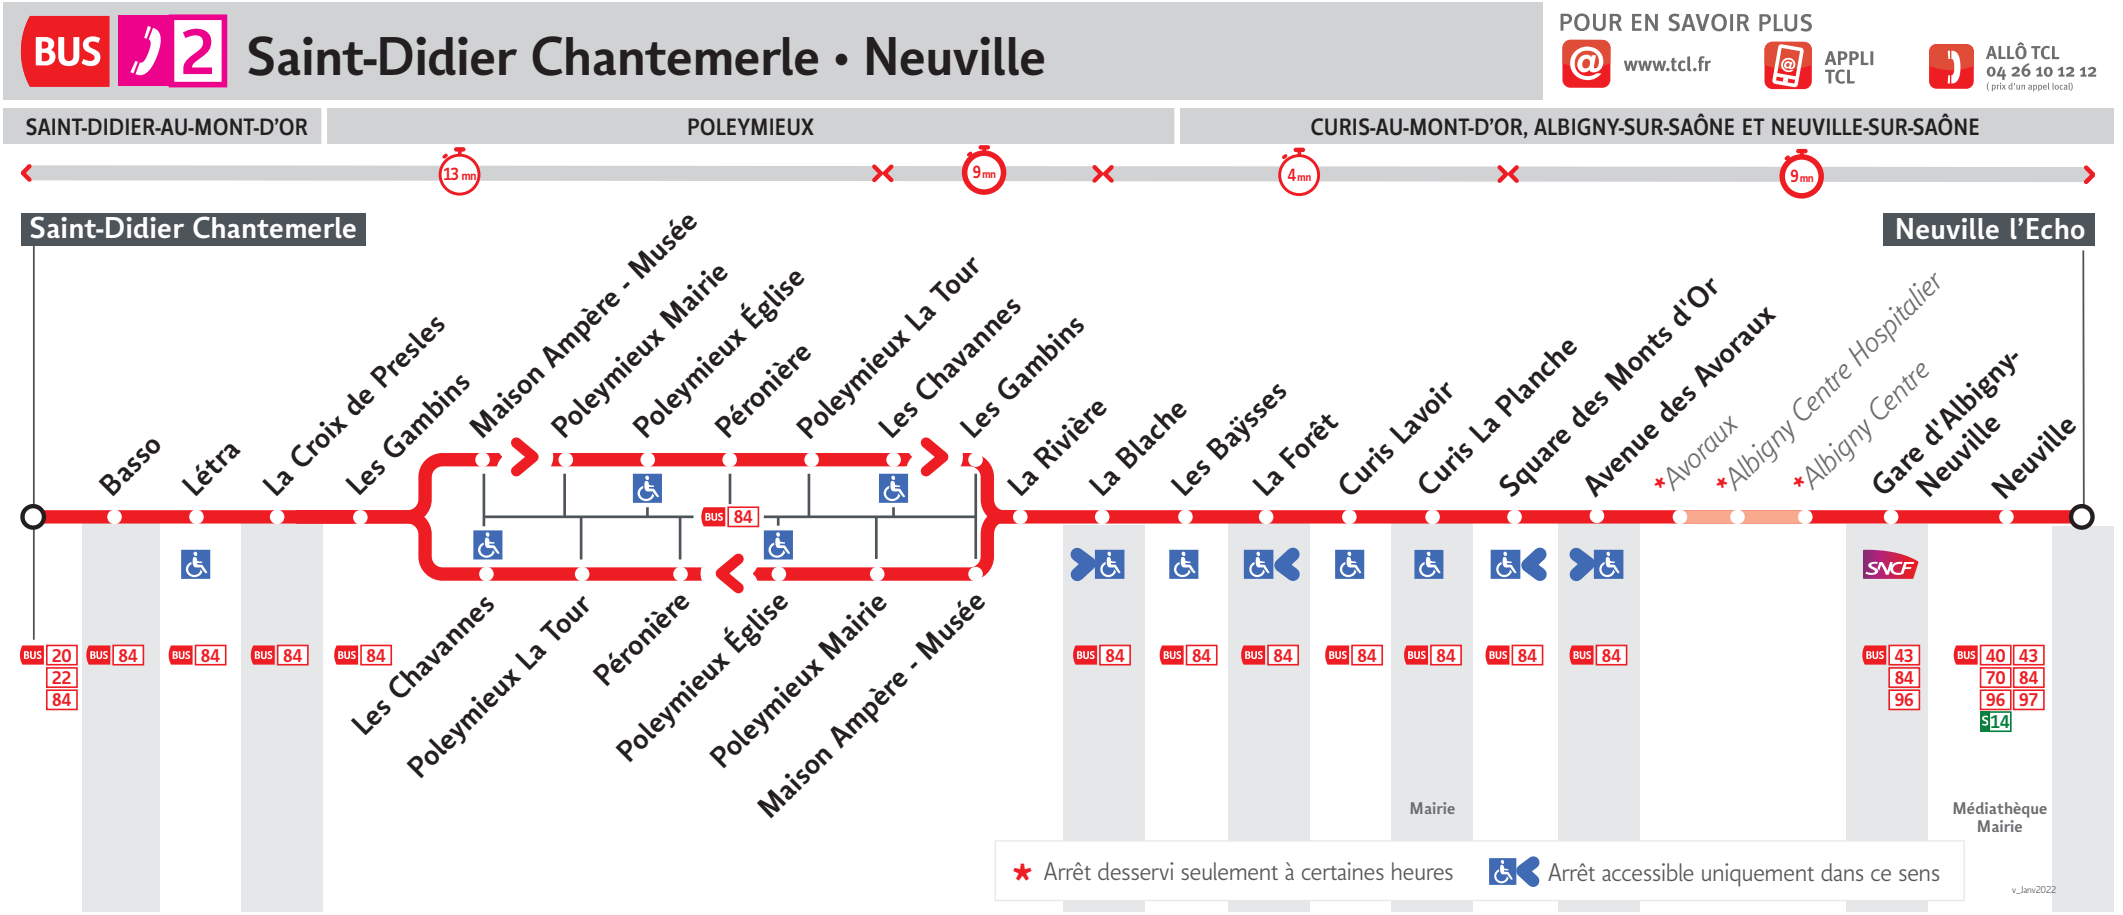 BUS 2 Saint-Didier Chantemerle • Neuville
POUR EN SAVOIR PLUS
@ www.tcl.fr
@ APPLI
TCL
ALLÔ TCL
04 26 10 12 12
( prix d'un appel local)
SAINT-DIDIER-AU-MONT-D'OR
POLEYMIEUX
CURIS-AU-MONT-D'OR, ALBIGNY-SUR-SAÔNE ET NEUVILLE-SUR-SAÔNE
13 mn
9 mn
4 mn
9 mn
Saint-Didier Chantemerle
Neuville l'Echo
Basso
Létra
La Croix de Presles
Les Gambins
Maison Ampère - Musée
Poleymieux Mairie
Poleymieux Église
Péronière
Poleymieux La Tour
Les Chavannes
Les Gambins
La Rivière
La Blache
Les Baÿsses
La Forêt
Curis Lavoir
Curis La Planche
Square des Monts d'Or
Avenue des Avoraux
*Avoraux
*Albigny Centre Hospitalier
*Albigny Centre
Gare d'Albigny-
Neuville
Neuville
BUS 84
Les Chavannes
Poleymieux La Tour
Péronière
Poleymieux Église
Poleymieux Mairie
Maison Ampère - Musée
SNCF
BUS 20
22
84
BUS 84
BUS 84
BUS 84
BUS 84
BUS 84
BUS 84
BUS 84
BUS 84
BUS 84
BUS 84
BUS 84
BUS 43
84
96
BUS 40 43
70 84
96 97
S14
Mairie
Médiathèque
Mairie
* Arrêt desservi seulement à certaines heures
Arrêt accessible uniquement dans ce sens
v_Janv2022